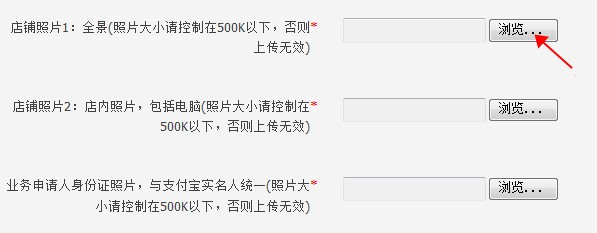 店铺照片1：全景(照片大小请控制在500K以下，否则*
上传无效)
浏览...
店铺照片2：店内照片，包括电脑(照片大小请控制在*
500K以下，否则上传无效)
浏览...
业务申请人身份证照片，与支付宝实名人统一(照片大*
小请控制在500K以下，否则上传无效)
浏览...